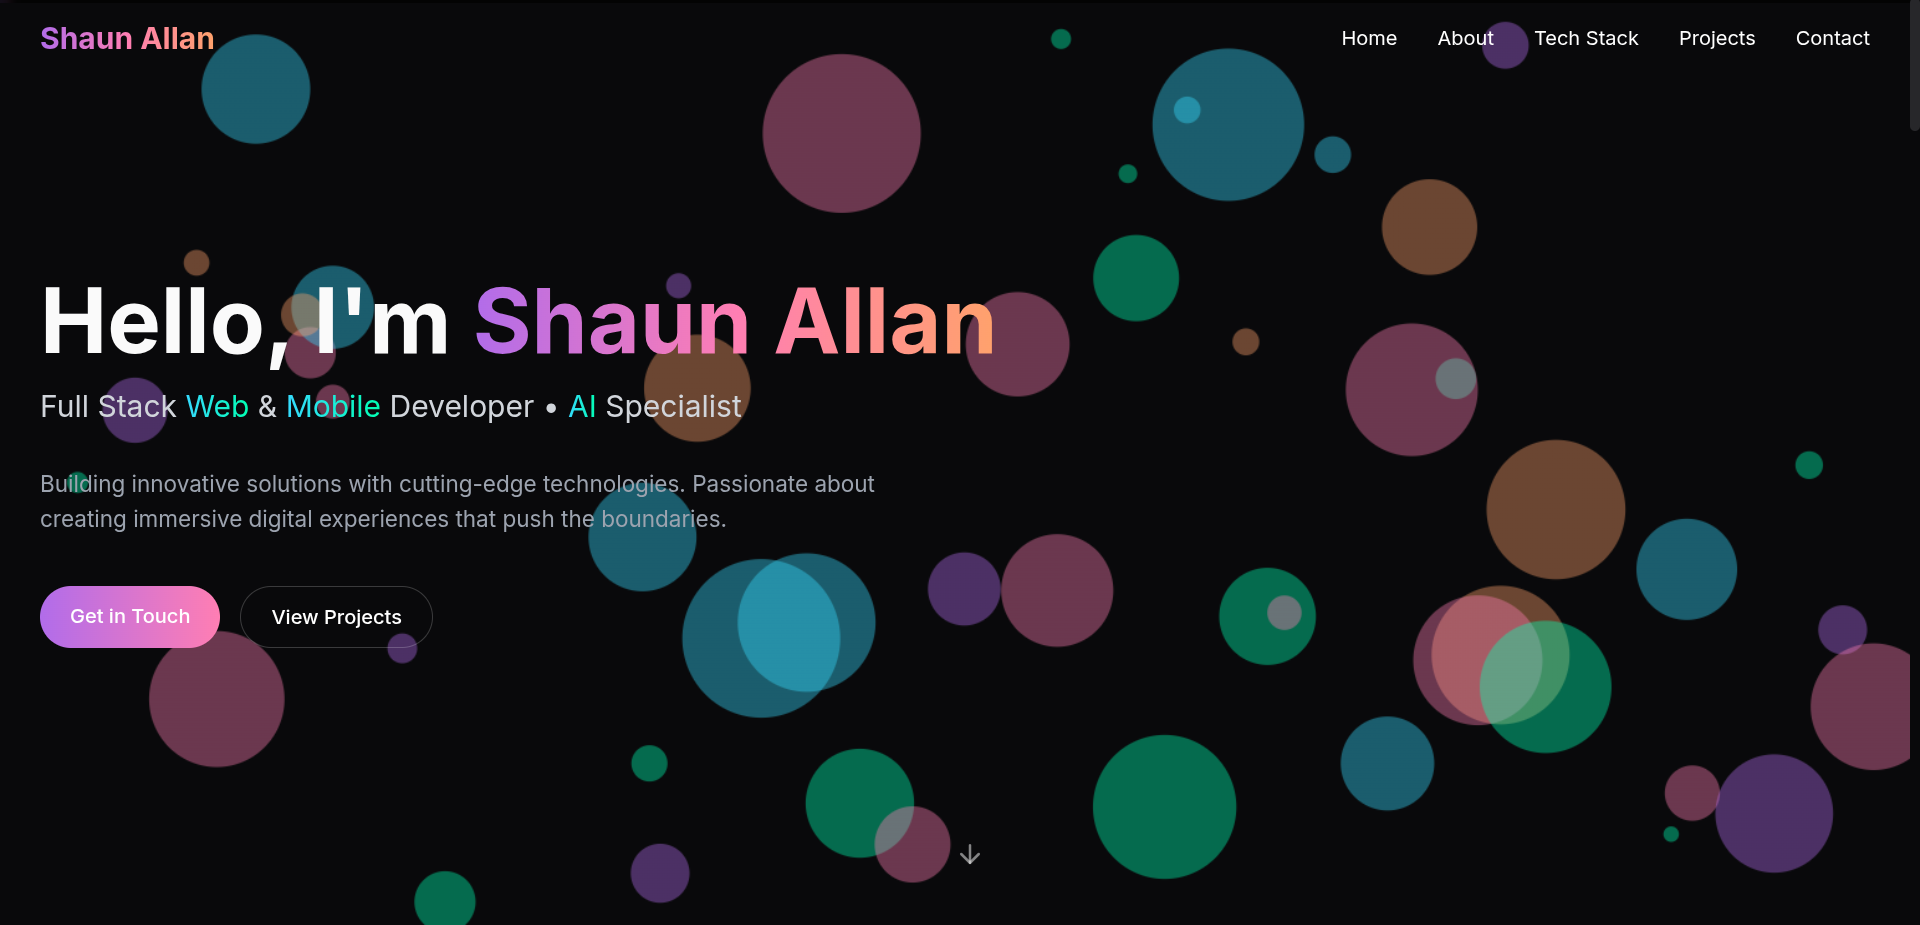 Shaun Allan
Home About Tech Stack Projects Contact
Hello, I'm Shaun Allan
Full Stack Web & Mobile Developer • AI Specialist
Building innovative solutions with cutting-edge technologies. Passionate about
creating immersive digital experiences that push the boundaries.
Get in Touch View Projects